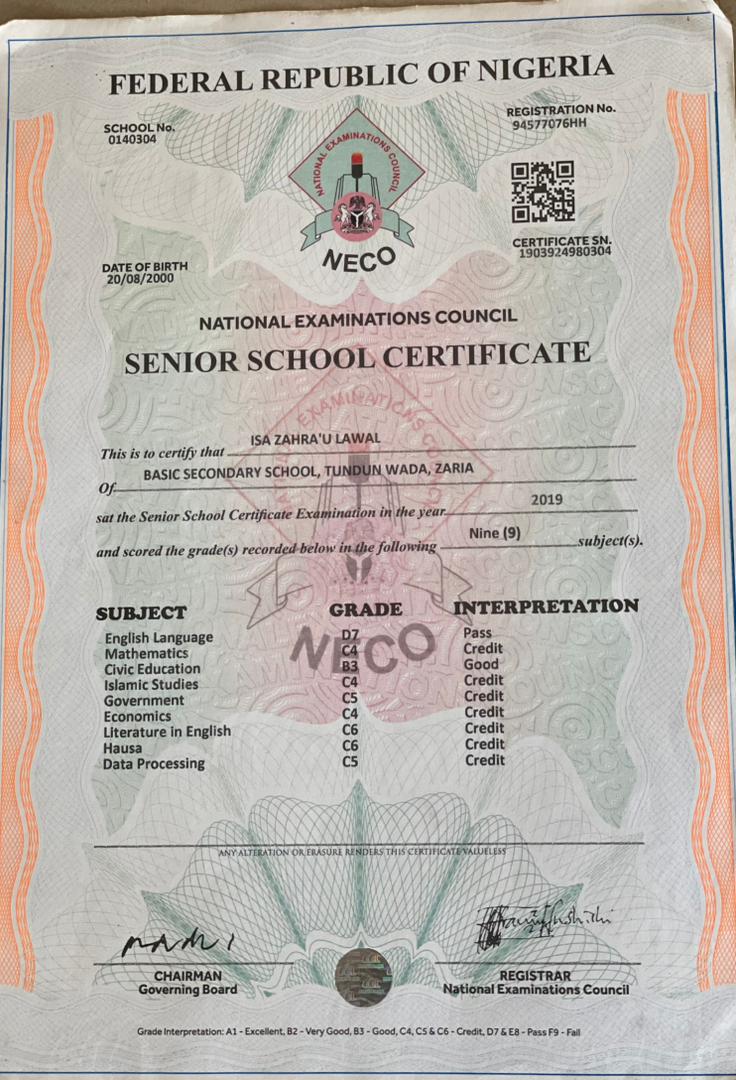 FEDERAL REPUBLIC OF NIGERIA
SCHOOL No.
0140304
REGISTRATION No.
94577076HH
NATIONAL EXAMINATIONS COUNCIL
NECO
CERTIFICATE SN.
1903924980304
DATE OF BIRTH
20/08/2000
NATIONAL EXAMINATIONS COUNCIL
SENIOR SCHOOL CERTIFICATE
This is to certify that ISA ZAHRA'U LAWAL
Of BASIC SECONDARY SCHOOL, TUNDUN WADA, ZARIA
sat the Senior School Certificate Examination in the year 2019
and scored the grade(s) recorded below in the following Nine (9) subject(s).
SUBJECT GRADE INTERPRETATION
English Language D7 Pass
Mathematics C4 Credit
Civic Education B3 Good
Islamic Studies C4 Credit
Government C5 Credit
Economics C4 Credit
Literature in English C6 Credit
Hausa C6 Credit
Data Processing C5 Credit
NECO
ANY ALTERATION OR ERASURE RENDERS THIS CERTIFICATE VALUELESS
CHAIRMAN
Governing Board
REGISTRAR
National Examinations Council
Grade Interpretation: A1 - Excellent, B2 - Very Good, B3 - Good, C4, C5 & C6 - Credit, D7 & E8 - Pass F9 - Fail